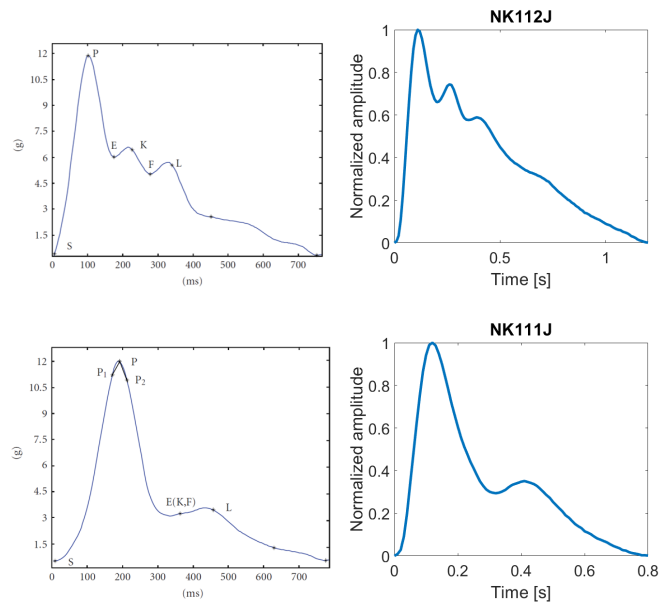 12
10.5
9
7.5
6
4.5
3
1.5
(g)
P
E
K
F
L
S
0
100
200
300
400
500
600
700
(ms)
NK112J
Normalized amplitude
1
0.8
0.6
0.4
0.2
0
0
0.5
1
Time [s]
12
10.5
9
7.5
6
4.5
3
1.5
(g)
P
P1
P2
E(K,F)
L
S
0
100
200
300
400
500
600
700
(ms)
NK111J
Normalized amplitude
1
0.8
0.6
0.4
0.2
0
0
0.2
0.4
0.6
0.8
Time [s]